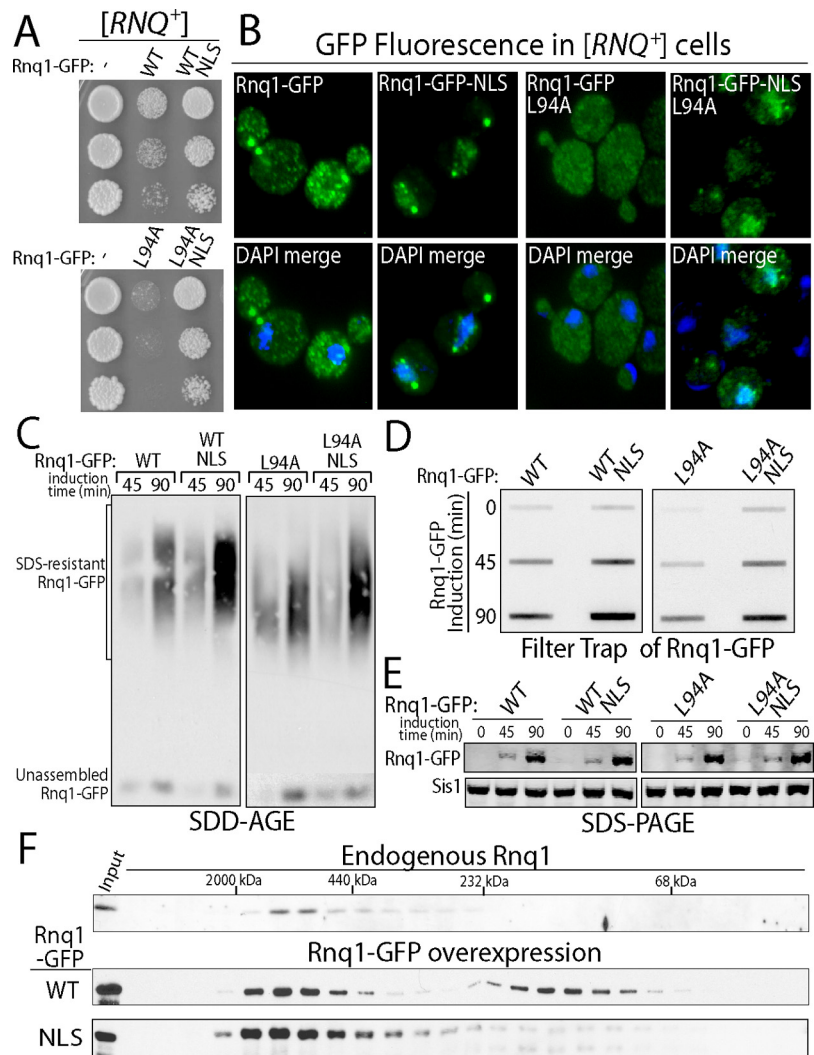 A
[RNQ+]
Rnq1-GFP: - WT WT NLS
Rnq1-GFP: - L94A L94A NLS
B
GFP Fluorescence in [RNQ+] cells
Rnq1-GFP
Rnq1-GFP-NLS
Rnq1-GFP L94A
Rnq1-GFP-NLS L94A
DAPI merge
DAPI merge
DAPI merge
DAPI merge
C
Rnq1-GFP: WT WT NLS L94A L94A NLS
induction time (min) 45 90 45 90 45 90 45 90
SDS-resistant
Rnq1-GFP
Unassembled
Rnq1-GFP
SDD-AGE
D
Rnq1-GFP: WT WT NLS L94A L94A NLS
Rnq1-GFP
Induction (min)
0
45
90
Filter Trap of Rnq1-GFP
E
Rnq1-GFP: WT WT NLS L94A L94A NLS
induction time (min) 0 45 90 0 45 90 0 45 90 0 45 90
Rnq1-GFP
Sis1
SDS-PAGE
F
Input
Endogenous Rnq1
2000 kDa 440 kDa 232 kDa 68 kDa
Rnq1
-GFP
Rnq1-GFP overexpression
WT
NLS